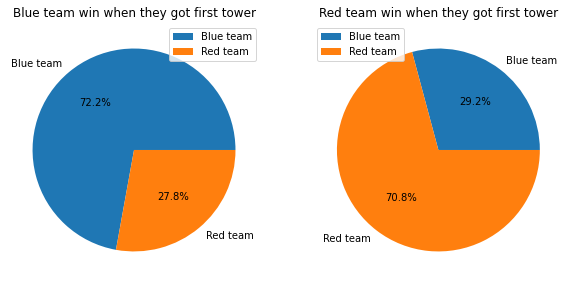 Blue team win when they got first tower
Blue team
Red team
Blue team
72.2%
27.8%
Red team
Red team win when they got first tower
Blue team
Red team
Blue team
29.2%
70.8%
Red team